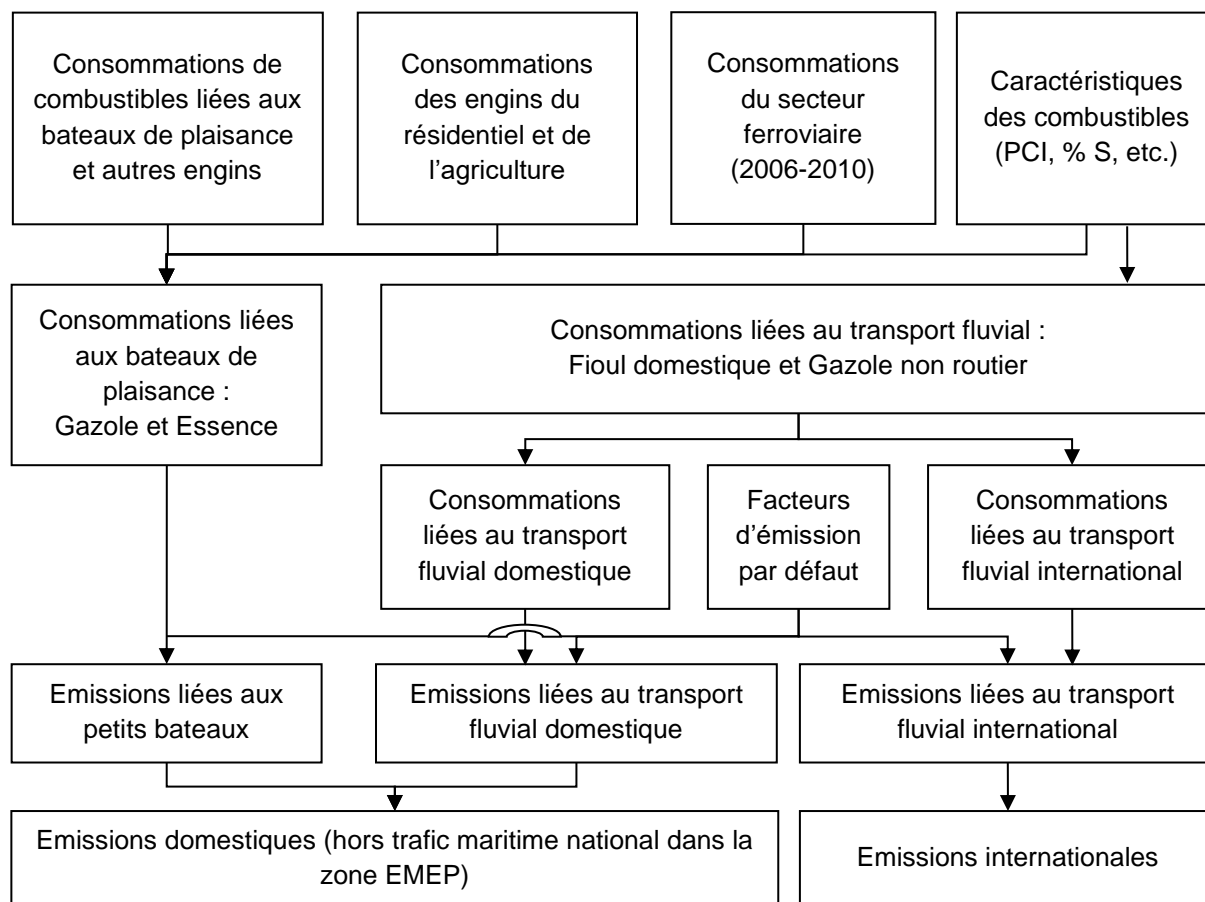 Consommations de
combustibles liées aux
bateaux de plaisance
et autres engins
Consommations
des engins du
résidentiel et de
l'agriculture
Consommations
du secteur
ferroviaire
(2006-2010)
Caractéristiques
des combustibles
(PCI, % S, etc.)
Consommations liées
aux bateaux de
plaisance :
Gazole et Essence
Consommations liées au transport fluvial :
Fioul domestique et Gazole non routier
Consommations
liées au transport
fluvial domestique
Facteurs
d'émission
par défaut
Consommations
liées au transport
fluvial international
Emissions liées aux
petits bateaux
Emissions liées au transport
fluvial domestique
Emissions liées au transport
fluvial international
Emissions domestiques (hors trafic maritime national dans la
zone EMEP)
Emissions internationales